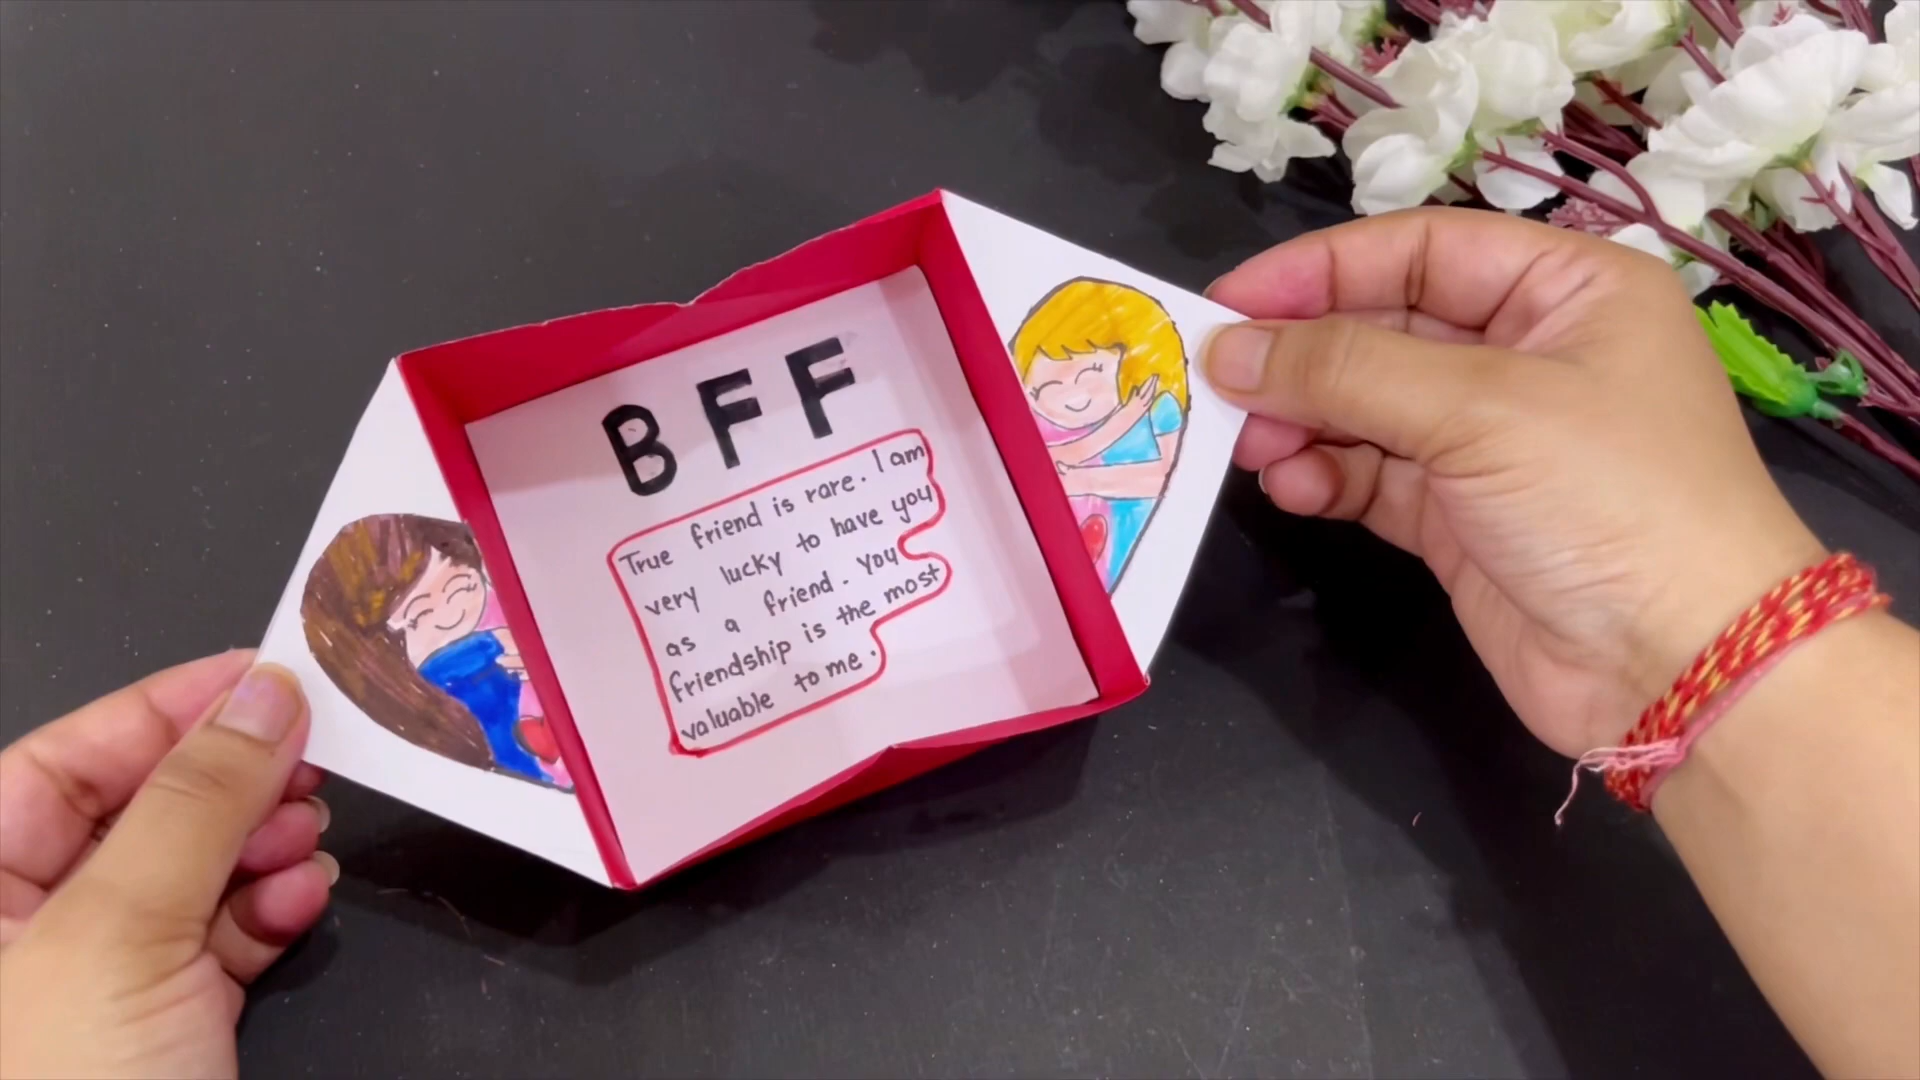 BFF
True friend is rare. I am
very lucky to have you
as a friend. You
friendship is the most
valuable to me.